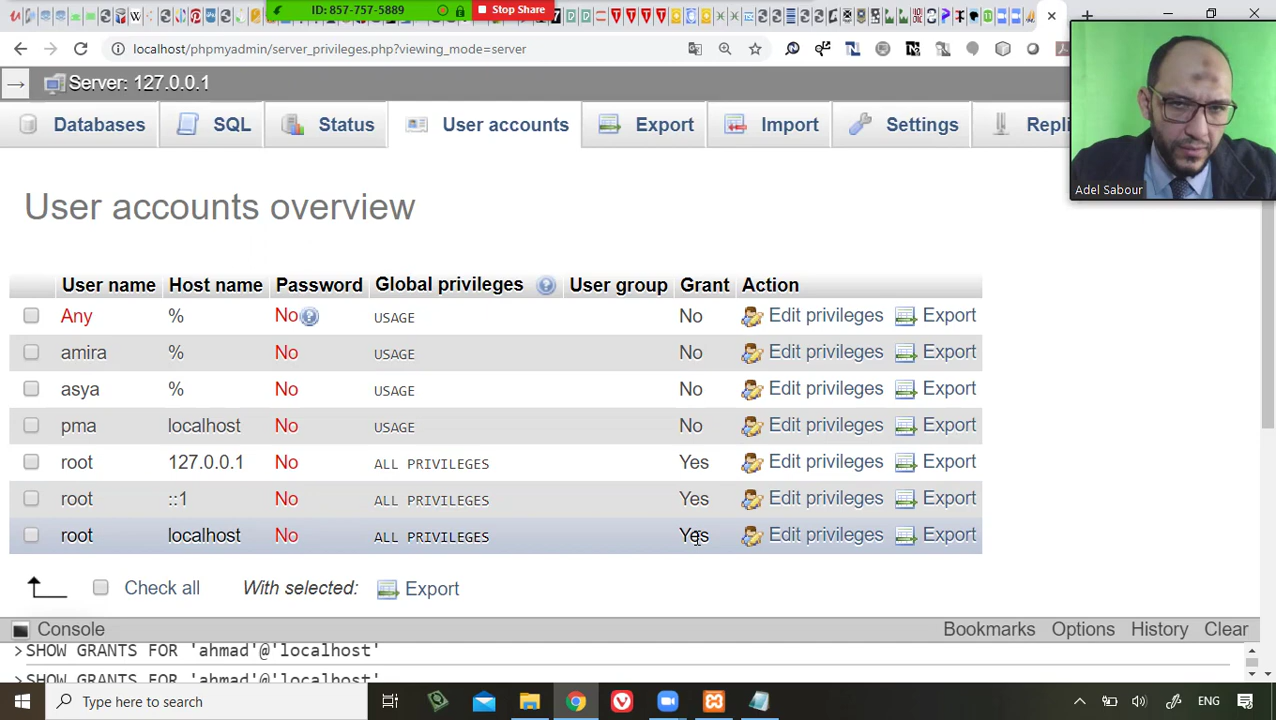 ID: 857-757-5889
Stop Share
localhost/phpmyadmin/server_privileges.php?viewing_mode=server
Adel Sabour
Server: 127.0.0.1
Databases
SQL
Status
User accounts
Export
Import
Settings
Repli
User accounts overview
User name Host name Password Global privileges User group Grant Action
Any % No USAGE No Edit privileges Export
amira % No USAGE No Edit privileges Export
asya % No USAGE No Edit privileges Export
pma localhost No USAGE No Edit privileges Export
root 127.0.0.1 No ALL PRIVILEGES Yes Edit privileges Export
root ::1 No ALL PRIVILEGES Yes Edit privileges Export
root localhost No ALL PRIVILEGES Yes Edit privileges Export
Check all With selected: Export
Console Bookmarks Options History Clear
>SHOW GRANTS FOR 'ahmad'@'localhost'
>SHOW GRANTS FOR 'ahmad'@'localhost'
Type here to search
ENG